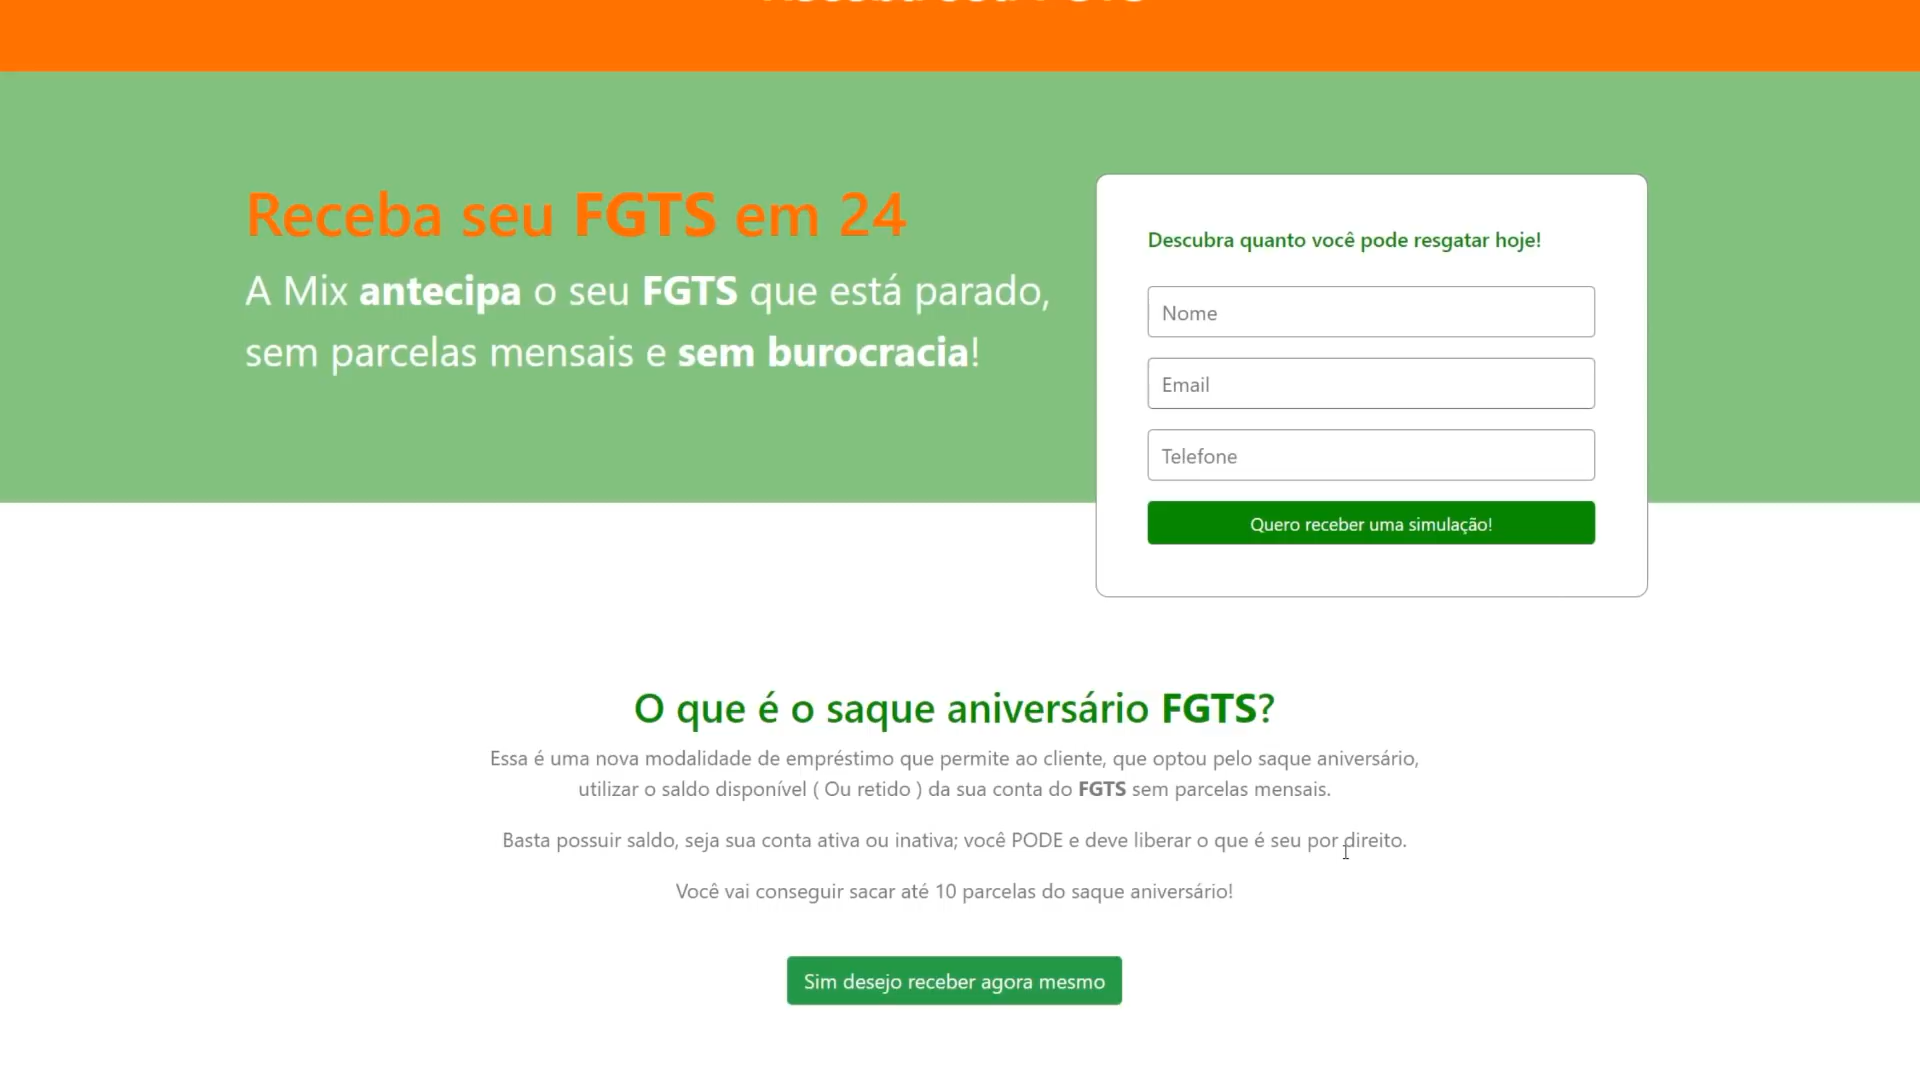 Receba seu FGTS em 24
A Mix antecipa o seu FGTS que está parado,
sem parcelas mensais e sem burocracia!
Descubra quanto você pode resgatar hoje!
Nome
Email
Telefone
Quero receber uma simulação!
O que é o saque aniversário FGTS?
Essa é uma nova modalidade de empréstimo que permite ao cliente, que optou pelo saque aniversário,
utilizar o saldo disponível ( Ou retido ) da sua conta do FGTS sem parcelas mensais.
Basta possuir saldo, seja sua conta ativa ou inativa; você PODE e deve liberar o que é seu por direito.
Você vai conseguir sacar até 10 parcelas do saque aniversário!
Sim desejo receber agora mesmo